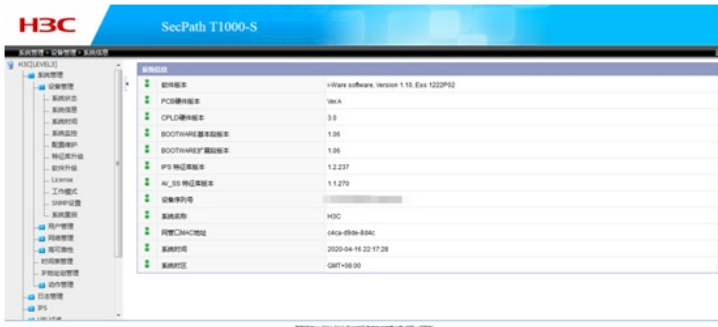 H3C
SecPath T1000-S
系统管理 > 设备管理 > 系统信息
H3C[LEVEL3]
系统管理
设备管理
系统状态
系统信息
系统时间
系统监控
配置维护
特征库升级
软件升级
License
工作模式
SNMP设置
系统重启
用户管理
网络管理
高可靠性
时间表管理
IP地址组管理
动作管理
日志管理
IPS
系统信息
软件版本 i-Ware software, Version 1.10, Ess 1222P02
PCB硬件版本 Ver.A
CPLD硬件版本 3.0
BOOTWARE基本段版本 1.06
BOOTWARE扩展段版本 1.06
IPS 特征库版本 1.2.237
AV_SS 特征库版本 1.1.270
设备序列号
系统名称 H3C
网管口MAC地址
系统时间 2020-04-16 22:17:28
系统时区 GMT+08:00